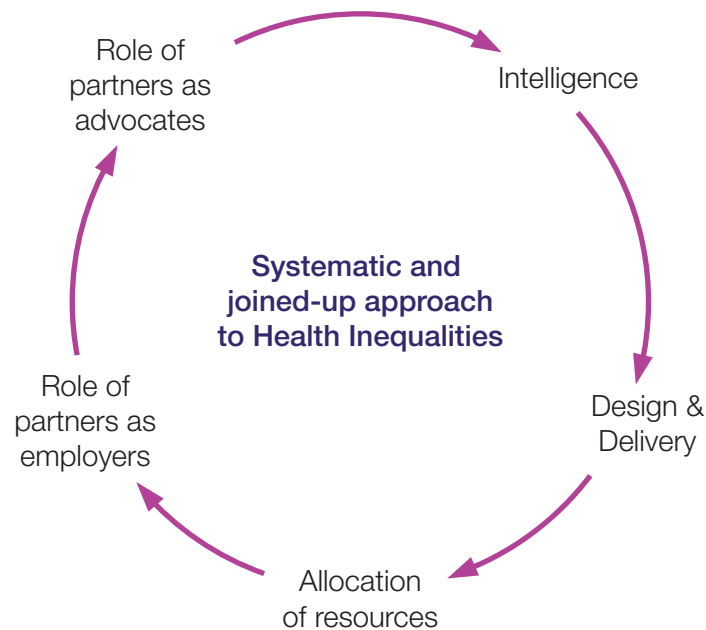 Role of
partners as
advocates
Intelligence
Systematic and
joined-up approach
to Health Inequalities
Role of
partners as
employers
Design &
Delivery
Allocation
of resources